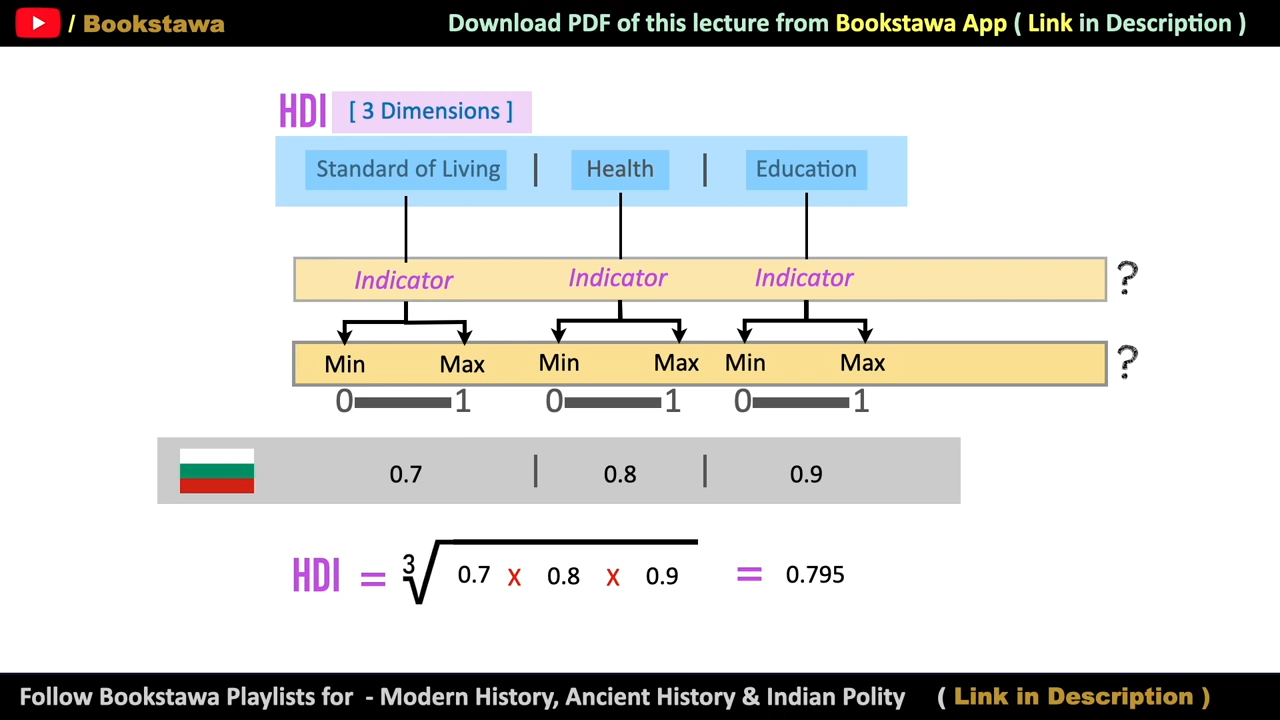 / Bookstawa
Download PDF of this lecture from Bookstawa App ( Link in Description )
HDI [ 3 Dimensions ]
Standard of Living | Health | Education
Indicator Indicator Indicator ?
Min Max Min Max Min Max ?
0 1 0 1 0 1
0.7 | 0.8 | 0.9
HDI = ∛ 0.7 x 0.8 x 0.9 = 0.795
Follow Bookstawa Playlists for - Modern History, Ancient History & Indian Polity ( Link in Description )